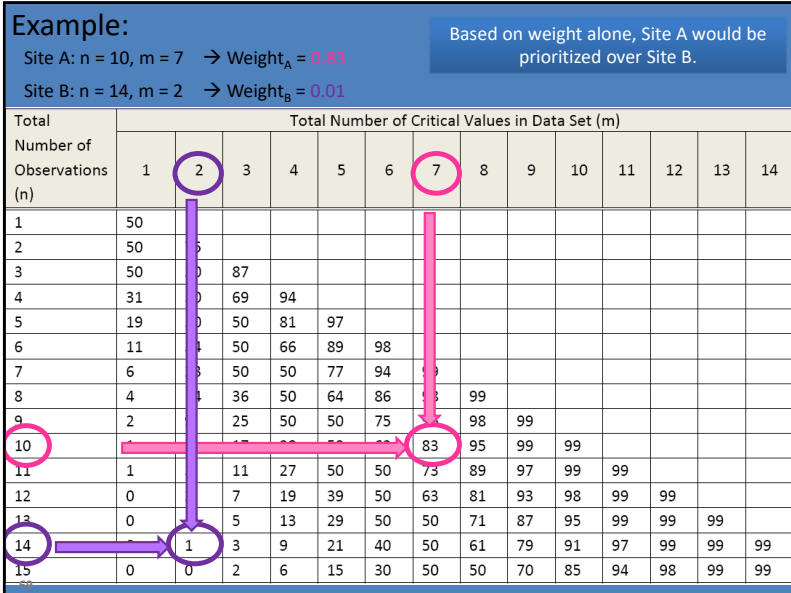 Example:
Site A: n = 10, m = 7 → Weight_A = 0.83
Site B: n = 14, m = 2 → Weight_B = 0.01
Based on weight alone, Site A would be
prioritized over Site B.
Total Number of Critical Values in Data Set (m)
Total
Number of
Observations
(n)
1 2 3 4 5 6 7 8 9 10 11 12 13 14
1 50
2 50
3 50 87
4 31 69 94
5 19 50 81 97
6 11 50 66 89 98
7 6 50 77 94
8 4 36 50 64 86 99
9 2 25 50 50 75 98 99
10 83 95 99 99
11 1 11 27 50 50 73 89 97 99 99
12 0 7 19 39 50 63 81 93 98 99 99
13 0 5 13 29 50 50 71 87 95 99 99 99
14 1 3 9 21 40 50 61 79 91 97 99 99 99
15 0 0 2 6 15 30 50 50 70 85 94 98 99 99